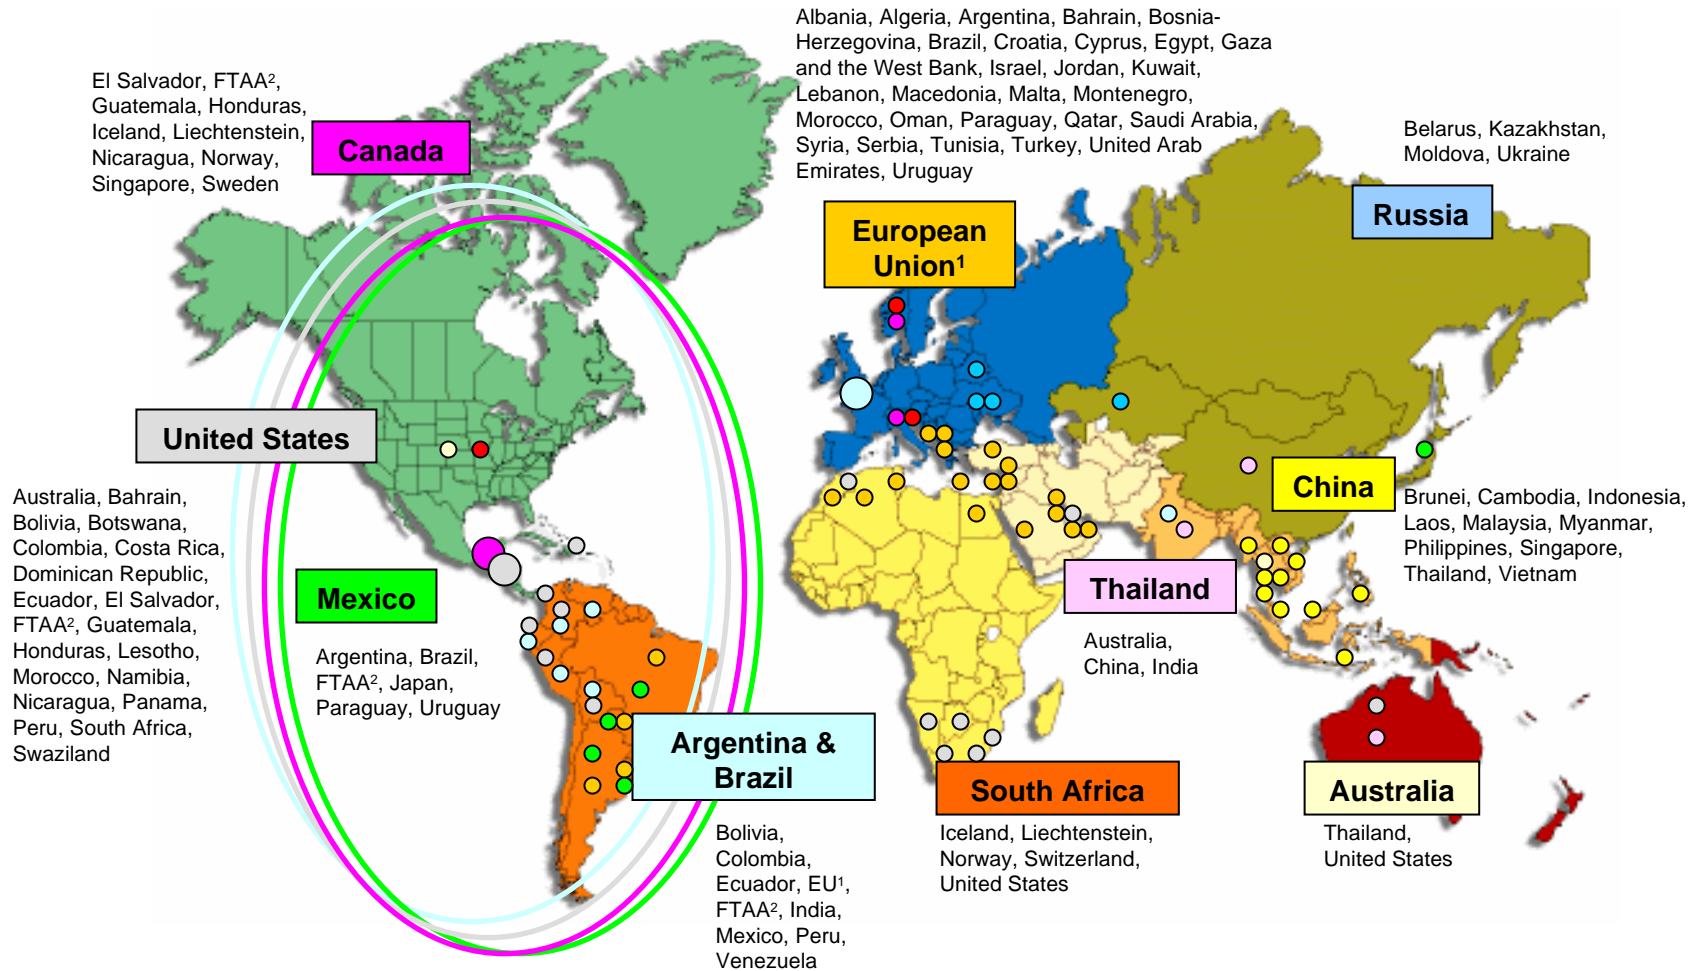 Albania, Algeria, Argentina, Bahrain, Bosnia-
Herzegovina, Brazil, Croatia, Cyprus, Egypt, Gaza
and the West Bank, Israel, Jordan, Kuwait,
Lebanon, Macedonia, Malta, Montenegro,
Morocco, Oman, Paraguay, Qatar, Saudi Arabia,
Syria, Serbia, Tunisia, Turkey, United Arab
Emirates, Uruguay
European
Union¹
El Salvador, FTAA²,
Guatemala, Honduras,
Iceland, Liechtenstein,
Nicaragua, Norway,
Singapore, Sweden
Canada
Belarus, Kazakhstan,
Moldova, Ukraine
Russia
United States
Australia, Bahrain,
Bolivia, Botswana,
Colombia, Costa Rica,
Dominican Republic,
Ecuador, El Salvador,
FTAA², Guatemala,
Honduras, Lesotho,
Morocco, Namibia,
Nicaragua, Panama,
Peru, South Africa,
Swaziland
Mexico
Argentina, Brazil,
FTAA², Japan,
Paraguay, Uruguay
China
Brunei, Cambodia, Indonesia,
Laos, Malaysia, Myanmar,
Philippines, Singapore,
Thailand, Vietnam
Thailand
Australia,
China, India
Argentina &
Brazil
Bolivia,
Colombia,
Ecuador, EU¹,
FTAA², India,
Mexico, Peru,
Venezuela
South Africa
Iceland, Liechtenstein,
Norway, Switzerland,
United States
Australia
Thailand,
United States